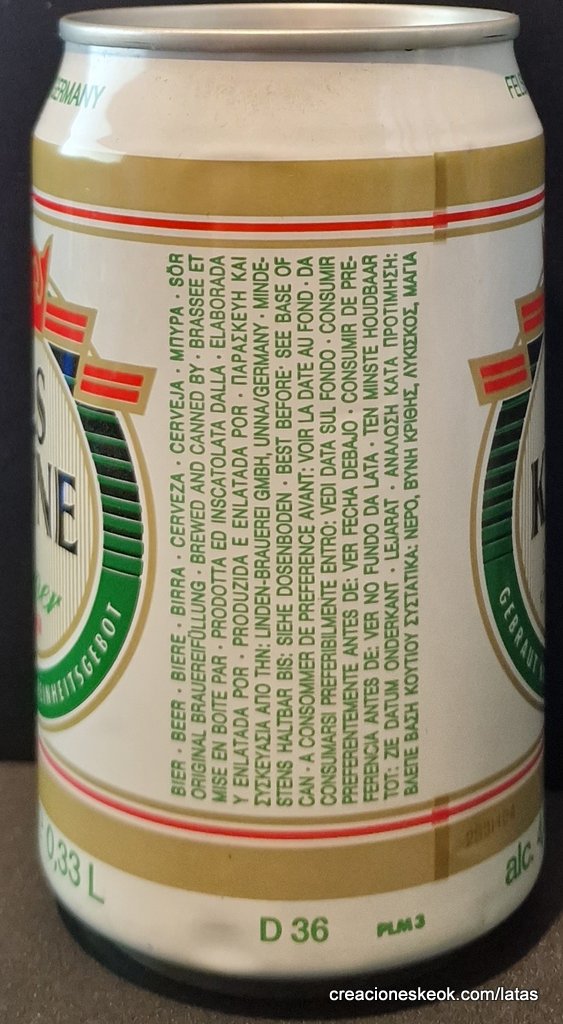 GERMANY
BIER · BEER · BIERE · BIRRA · CERVEZA · CERVEJA · ΜΠΥΡΑ · SÖR
ORIGINAL BRAUEREIFÜLLUNG · BREWED AND CANNED BY · BRASSEE ET
MISE EN BOITE PAR · PRODOTTA ED INSCATOLATA DALLA · ELABORADA
Y ENLATADA POR · PRODUZIDA E ENLATADA POR · ΠΑΡΑΣΚΕΥΗ ΚΑΙ
ΣΥΣΚΕΥΑΣΙΑ ΑΠΟ ΤΗΝ: LINDEN-BRAUEREI GMBH, UNNA/GERMANY · MINDE-
STENS HALTBAR BIS: SIEHE DOSENBODEN · BEST BEFORE: SEE BASE OF
CAN · A CONSOMMER DE PREFERENCE AVANT: VOIR LA DATE AU FOND · DA
CONSUMARSI PREFERIBILMENTE ENTRO: VEDI DATA SUL FONDO · CONSUMIR
PREFERENTEMENTE ANTES DE: VER FECHA DEBAJO · CONSUMIR DE PRE-
FERENCIA ANTES DE: VER NO FUNDO DA LATA · TEN MINSTE HOUDBAAR
TOT: ZIE DATUM ONDERKANT · LEJARAT · ΑΝΑΛΩΣΗ ΚΑΤΑ ΠΡΟΤΙΜΗΣΗ:
ΒΛΕΠΕ ΒΑΣΗ ΚΟΥΤΙΟΥ ΣΥΣΤΑΤΙΚΑ: ΝΕΡΟ, ΒΥΝΗ ΚΡΙΘΗΣ, ΛΥΚΙΣΚΟΣ, ΜΑΓΙΑ
S
NE
INHEITSGEBOT
K
GEBRAUT
0,33 L
D 36
PLM 3
alc.
creacioneskeok.com/latas